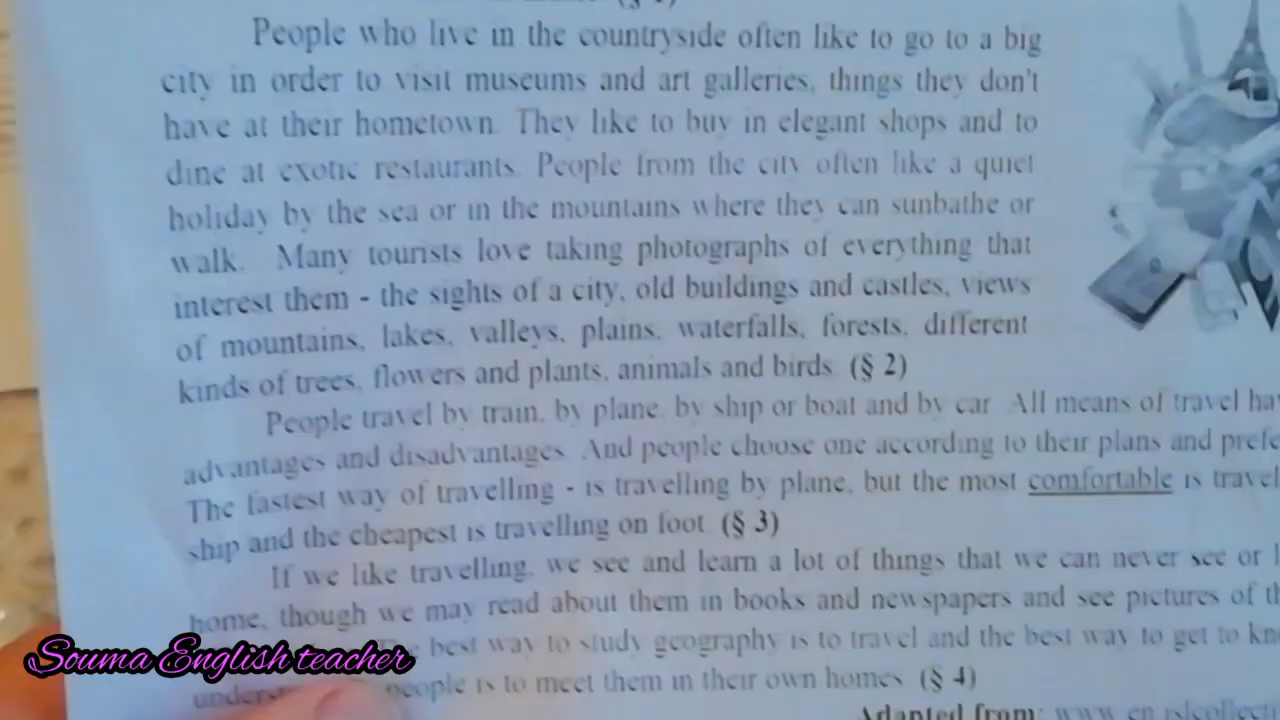 People who live in the countryside often like to go to a big
city in order to visit museums and art galleries, things they don't
have at their hometown. They like to buy in elegant shops and to
dine at exotic restaurants. People from the city often like a quiet
holiday by the sea or in the mountains where they can sunbathe or
walk. Many tourists love taking photographs of everything that
interest them - the sights of a city, old buildings and castles, views
of mountains, lakes, valleys, plains, waterfalls, forests, different
kinds of trees, flowers and plants, animals and birds. (§ 2)
People travel by train, by plane, by ship or boat and by car. All means of travel
advantages and disadvantages. And people choose one according to their plans and
The fastest way of travelling - is travelling by plane, but the most comfortable is
ship and the cheapest is travelling on foot. (§ 3)
If we like travelling, we see and learn a lot of things that we can never see or
home, though we may read about them in books and newspapers and see pictures of
best way to study geography is to travel and the best way to get to
people is to meet them in their own homes. (§ 4)
Adapted from:
Souma English teacher